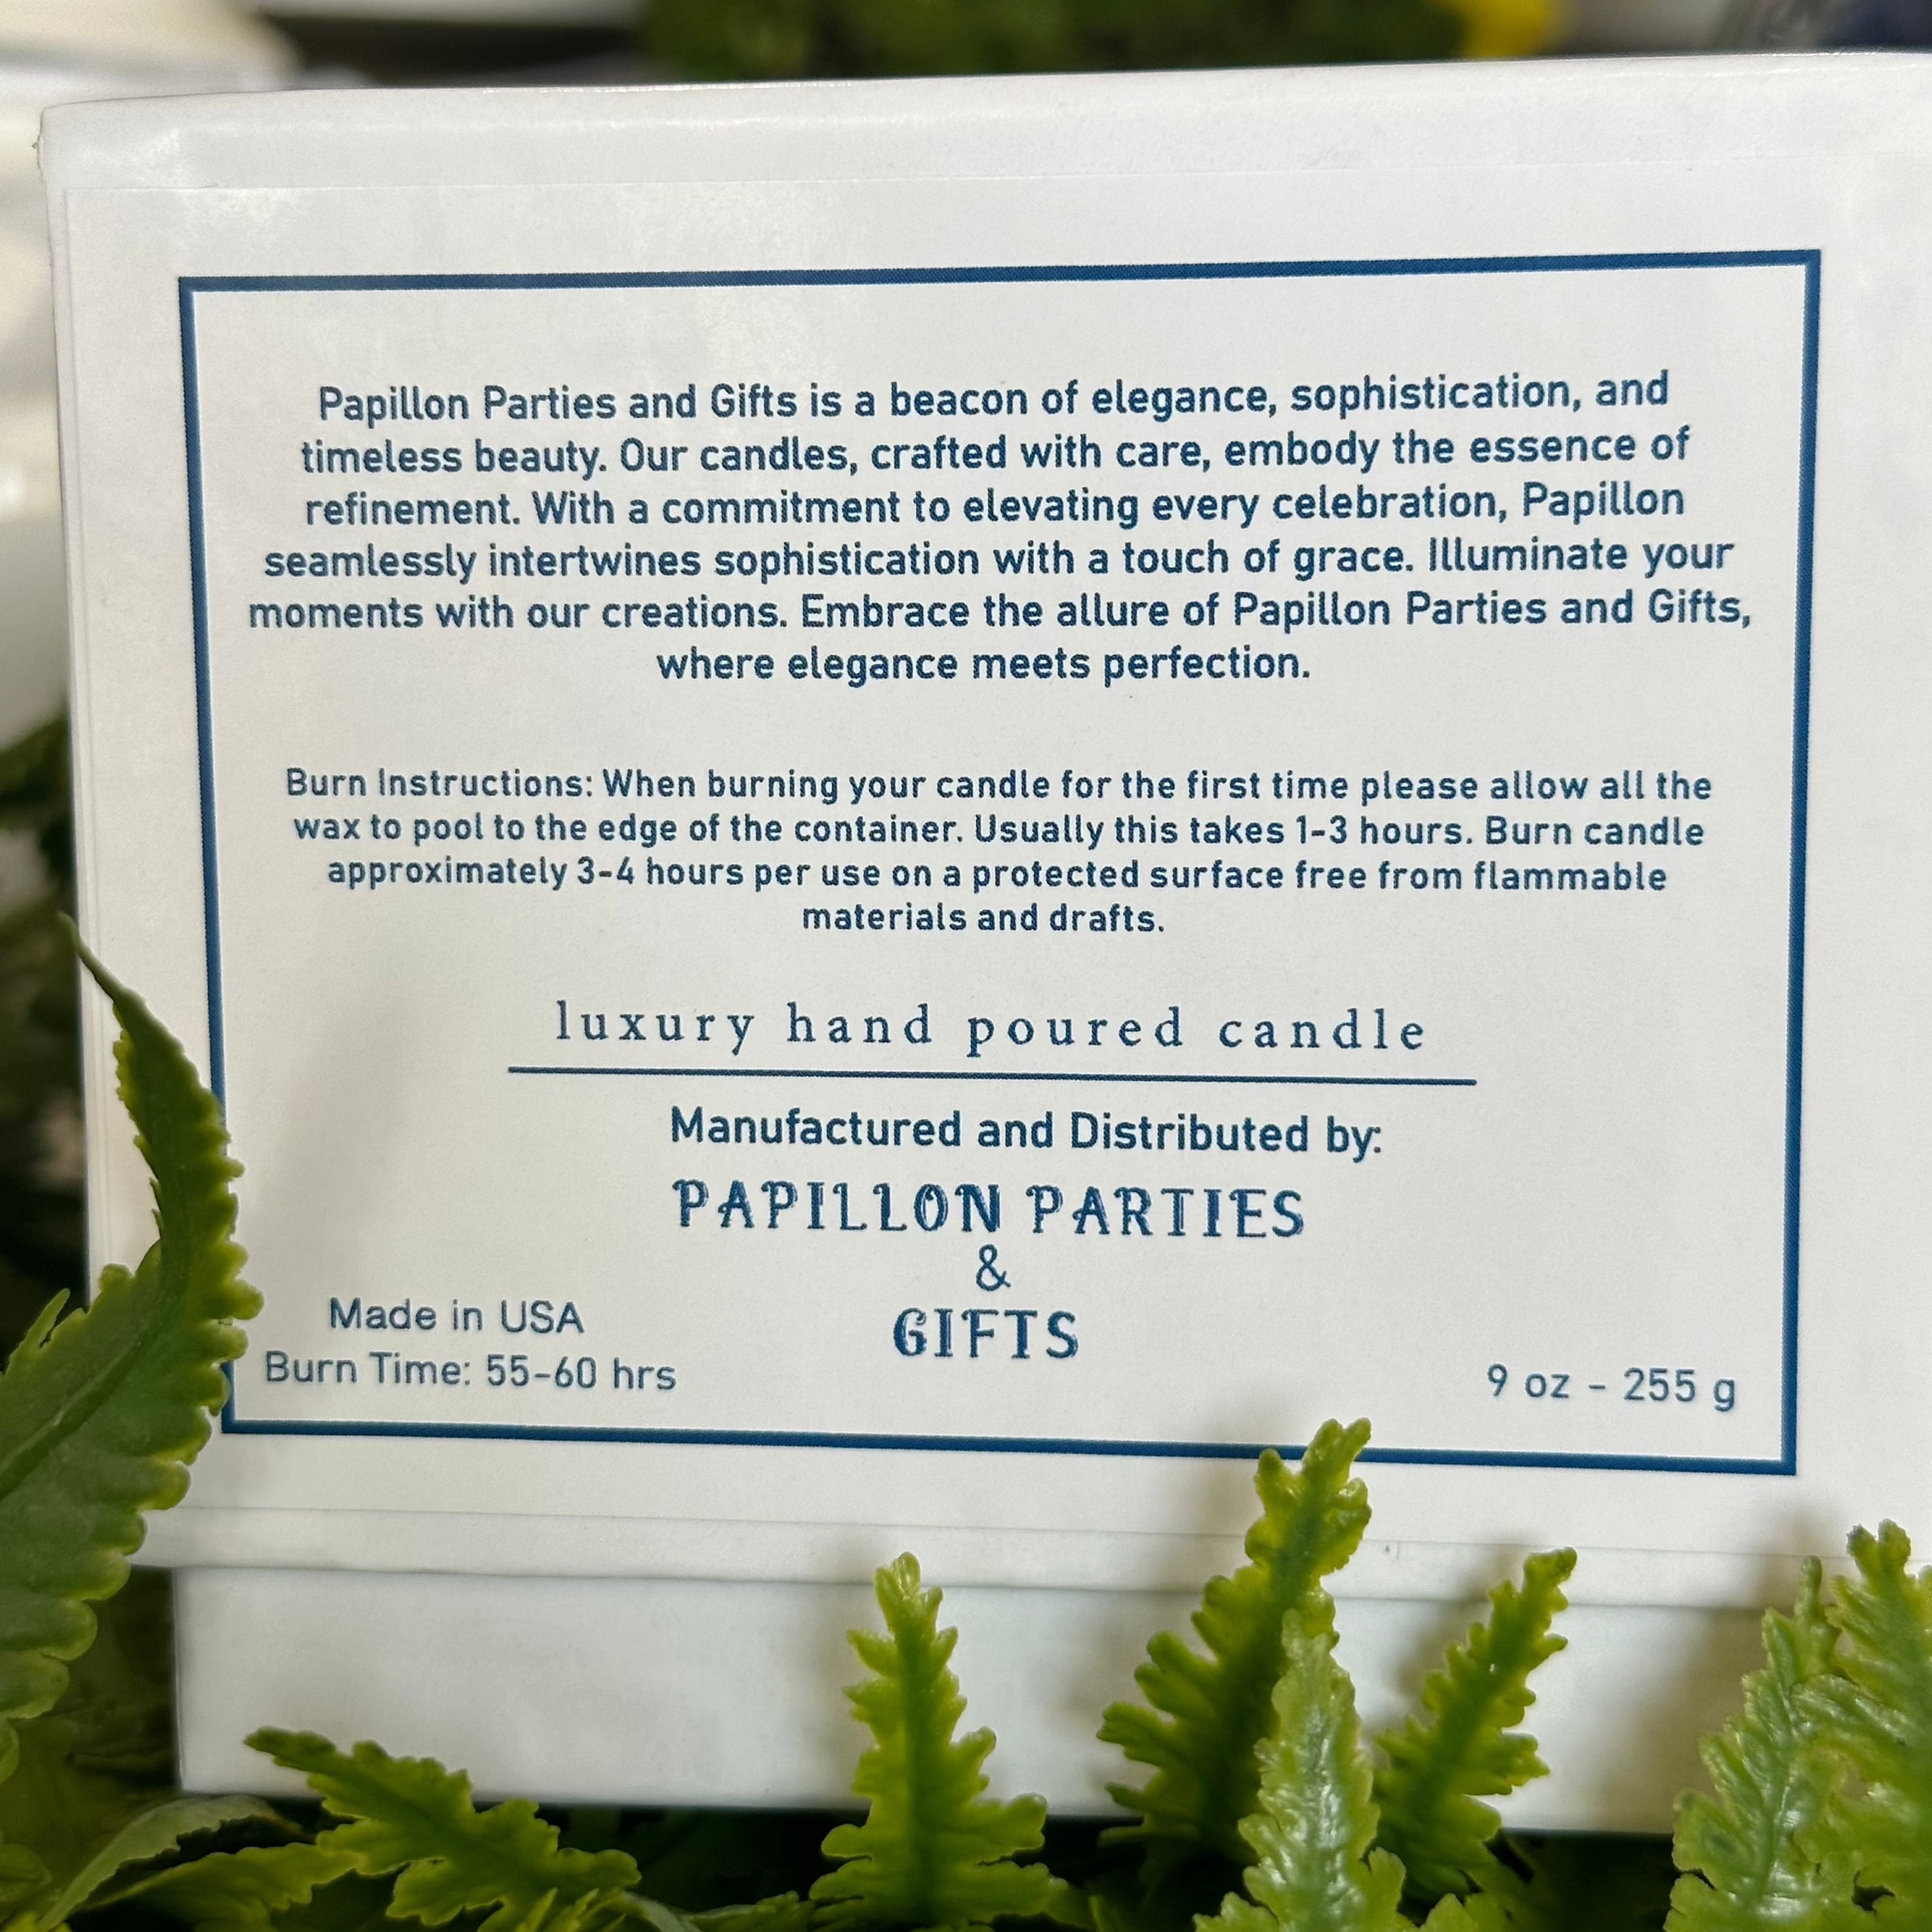 Papillon Parties and Gifts is a beacon of elegance, sophistication, and
timeless beauty. Our candles, crafted with care, embody the essence of
refinement. With a commitment to elevating every celebration, Papillon
seamlessly intertwines sophistication with a touch of grace. Illuminate your
moments with our creations. Embrace the allure of Papillon Parties and Gifts,
where elegance meets perfection.
Burn Instructions: When burning your candle for the first time please allow all the
wax to pool to the edge of the container. Usually this takes 1-3 hours. Burn candle
approximately 3-4 hours per use on a protected surface free from flammable
materials and drafts.
luxury hand poured candle
Manufactured and Distributed by:
PAPILLON PARTIES
&
GIFTS
Made in USA
Burn Time: 55-60 hrs
9 oz - 255 g